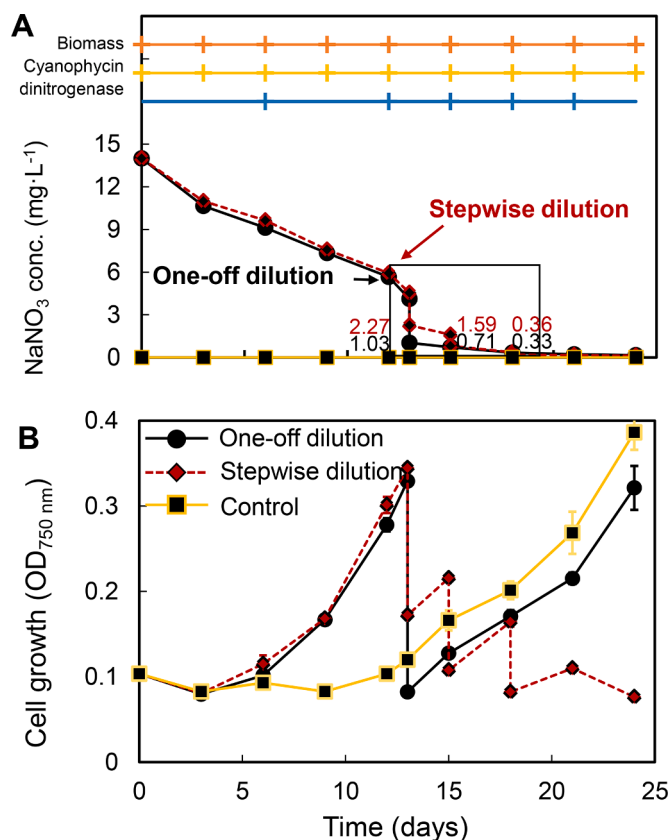 A
Biomass
Cyanophycin
dinitrogenase
15
12
9
6
3
0
NaNO3 conc. (mg·L⁻¹)
Stepwise dilution
One-off dilution
2.27 1.59 0.36
1.03 0.71 0.33
B
0.4
0.3
0.2
0.1
0
Cell growth (OD750 nm)
One-off dilution
Stepwise dilution
Control
0 5 10 15 20 25
Time (days)